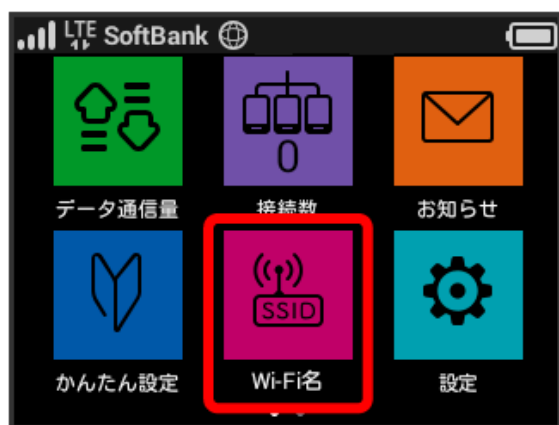 LTE SoftBank
0
データ通信量 接続数 お知らせ
SSID
かんたん設定 Wi-Fi名 設定